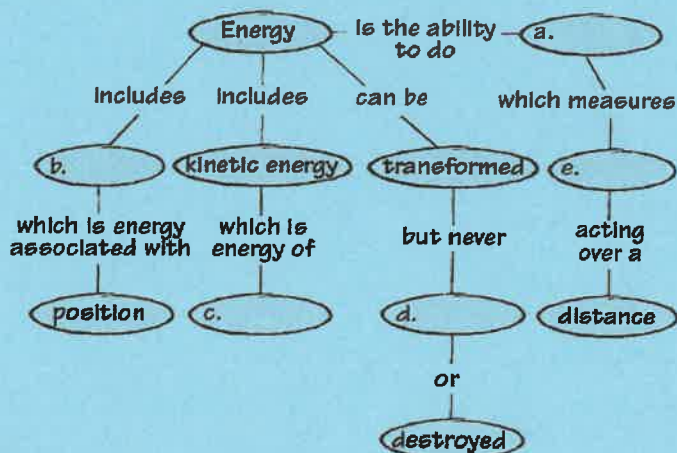 Energy is the ability to do a.
includes includes can be which measures
b. kinetic energy transformed e.
which is energy associated with
which is energy of
but never
acting over a
position c. d. distance
or
destroyed